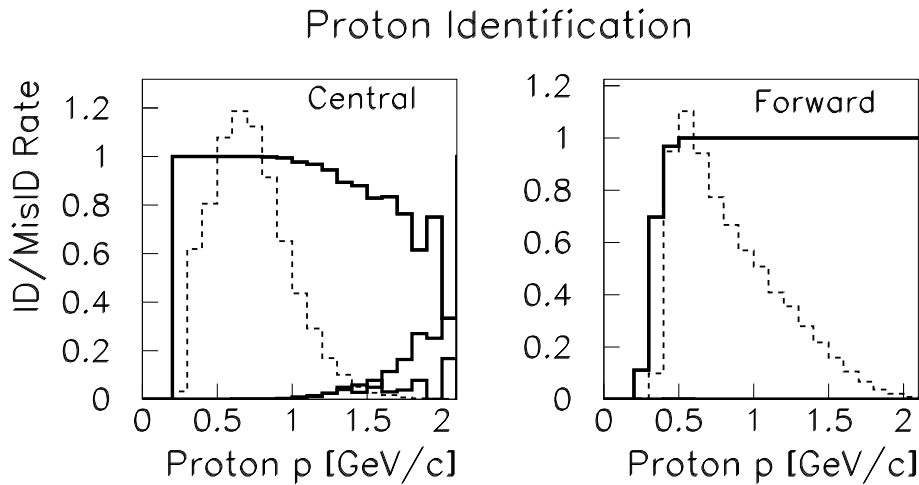 Proton Identification
ID/MisID Rate
Central
1.2
1
0.8
0.6
0.4
0.2
0
0 0.5 1 1.5 2
Proton p [GeV/c]
Forward
1.2
1
0.8
0.6
0.4
0.2
0
0 0.5 1 1.5 2
Proton p [GeV/c]